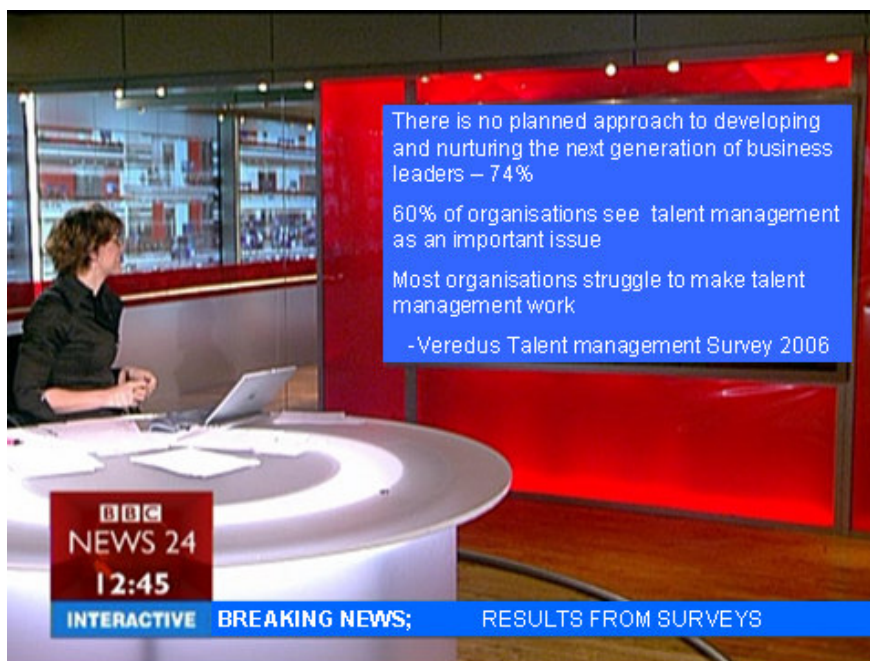 There is no planned approach to developing
and nurturing the next generation of business
leaders – 74%
60% of organisations see talent management
as an important issue
Most organisations struggle to make talent
management work
-Veredus Talent management Survey 2006
BBC
NEWS 24
12:45
INTERACTIVE BREAKING NEWS; RESULTS FROM SURVEYS